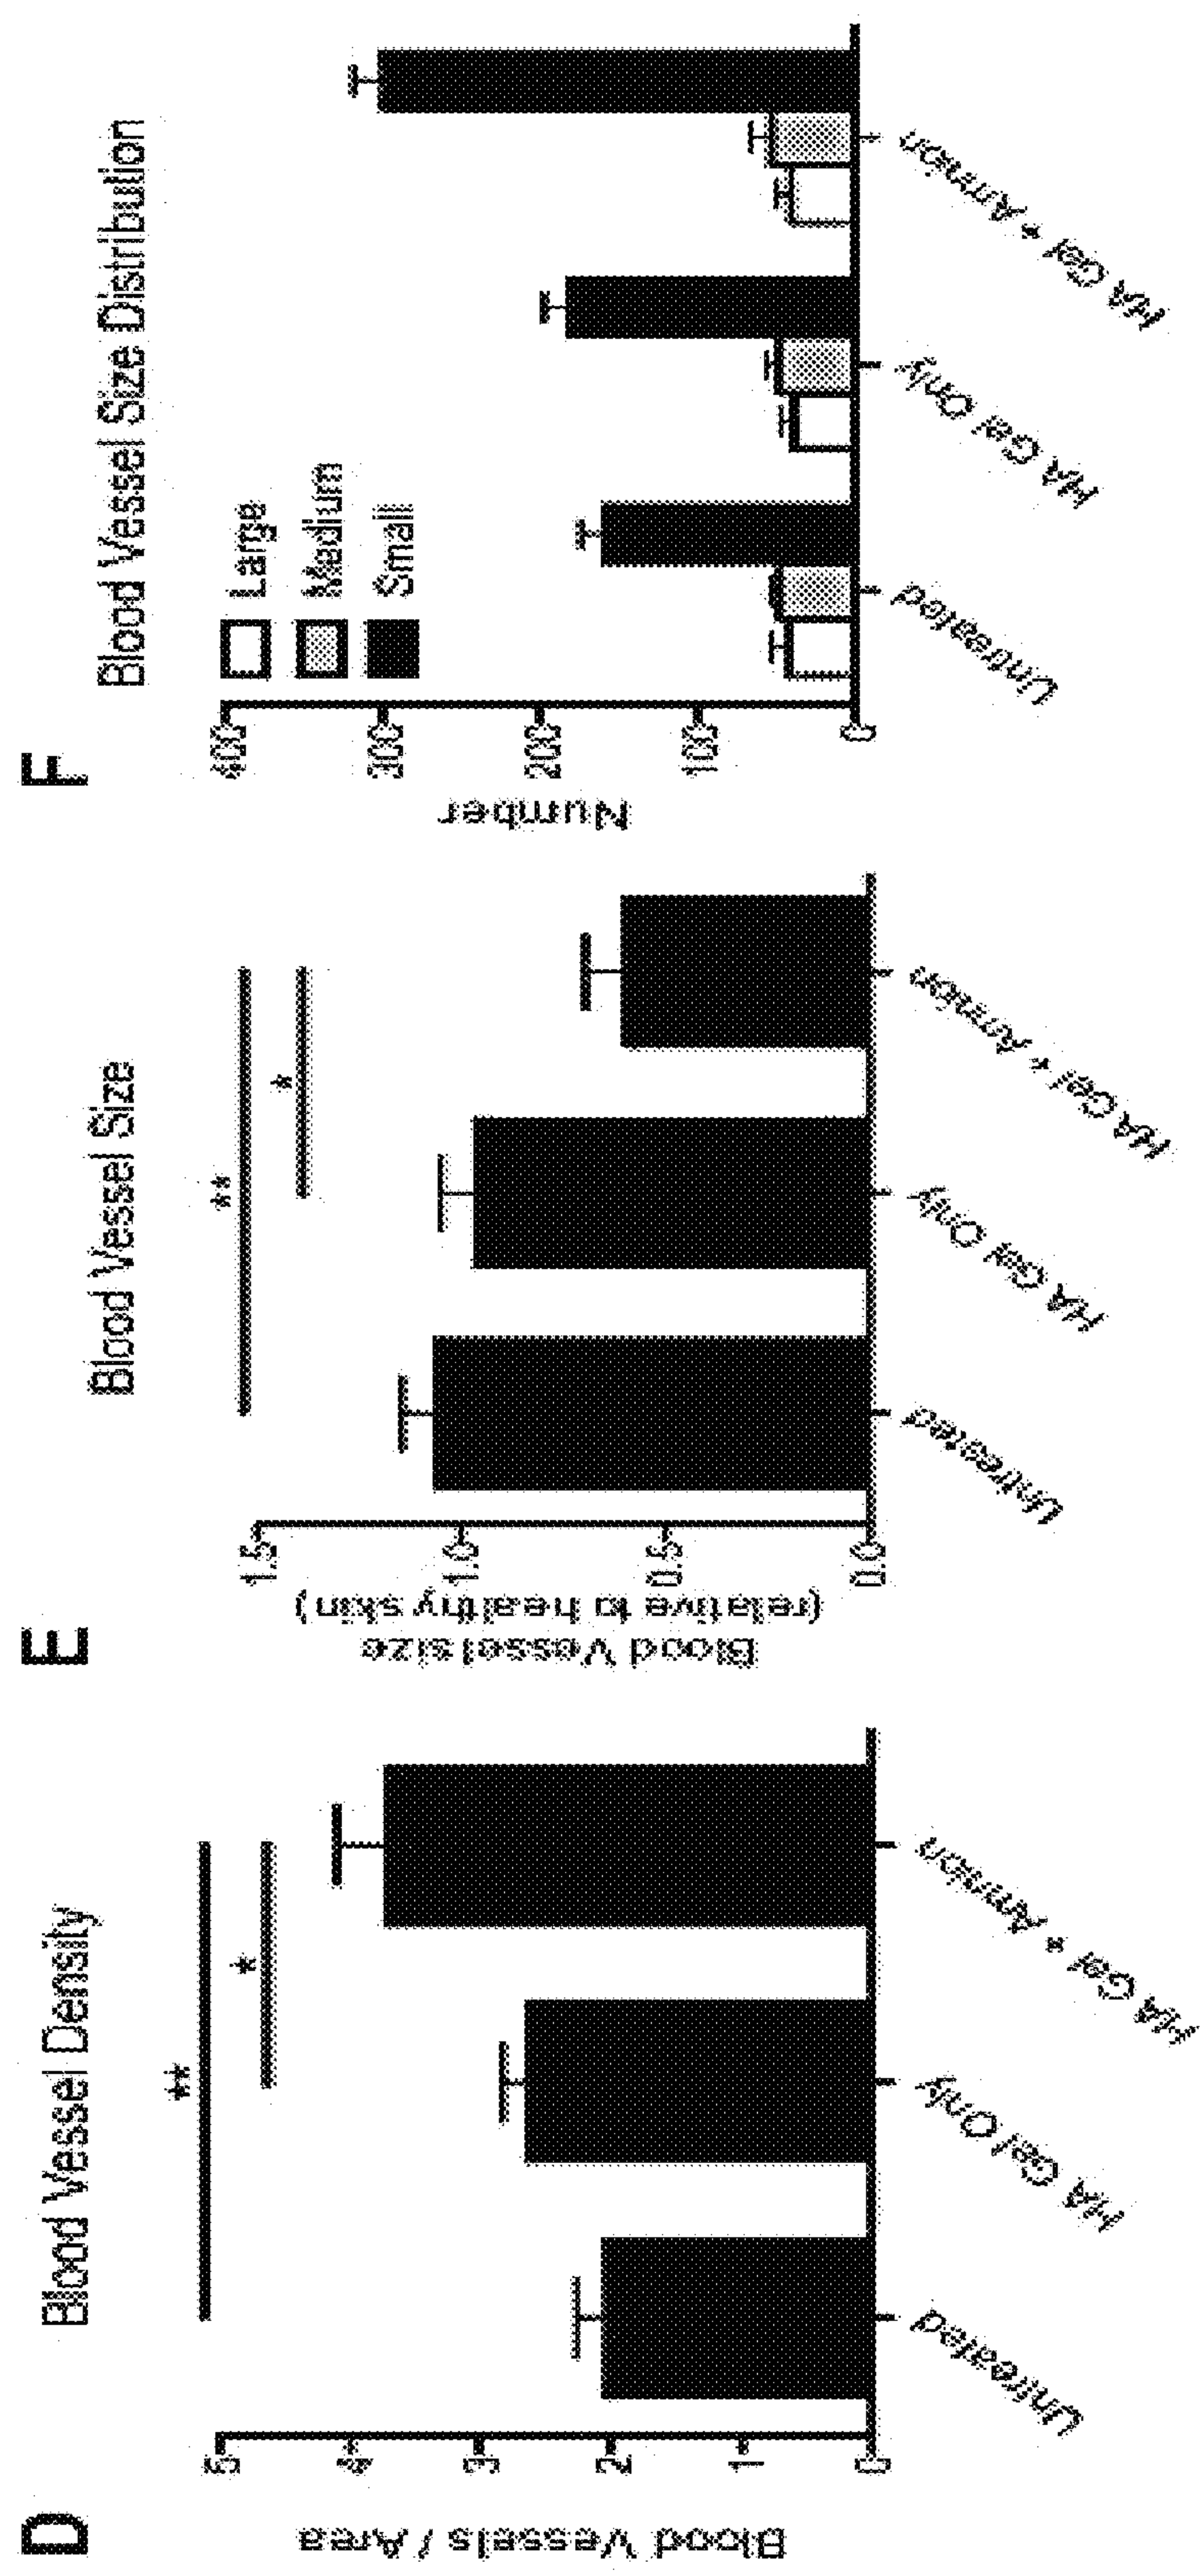 D
Blood Vessel Density
Blood Vessels / Area
5
4
3
2
1
0
**
*
Untreated
HA Gel Only
HA Gel + Amnion
E
Blood Vessel Size
Blood Vessel size
(relative to healthy skin)
1.5
1.0
0.5
0.0
**
*
Untreated
HA Gel Only
HA Gel + Amnion
F
Blood Vessel Size Distribution
Number
400
300
200
100
0
Large
Medium
Small
Untreated
HA Gel Only
HA Gel + Amnion